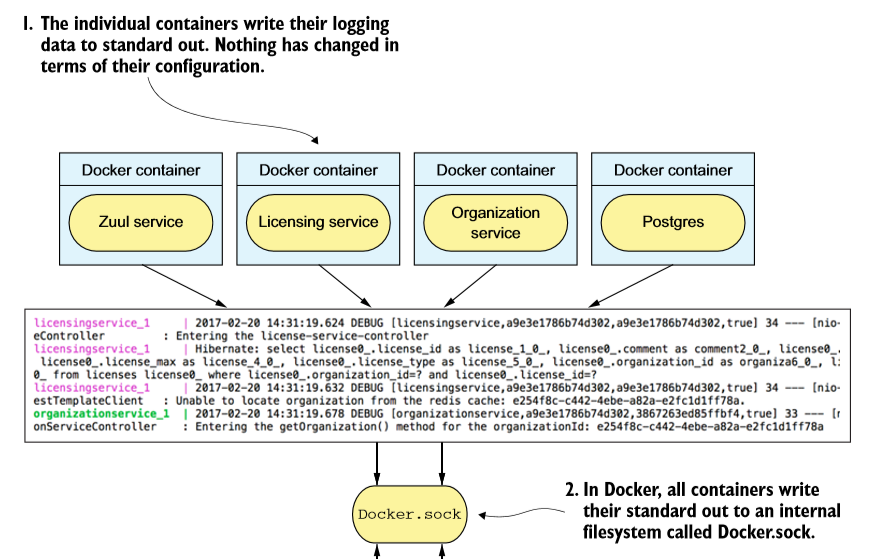 1. The individual containers write their logging
data to standard out. Nothing has changed in
terms of their configuration.
Docker container
Docker container
Docker container
Docker container
Zuul service
Licensing service
Organization
service
Postgres
licensingservice_1 | 2017-02-20 14:31:19.624 DEBUG [licensingservice,a9e3e1786b74d302,a9e3e1786b74d302,true] 34 --- [nio-
eController : Entering the license-service-controller
licensingservice_1 | Hibernate: select license0_.license_id as license_1_0_, license0_.comment as comment2_0_, license0_.
license0_.license_max as license_4_0_, license0_.license_type as license_5_0_, license0_.organization_id as organiza6_0_, li
0_ from licenses license0_ where license0_.organization_id=? and license0_.license_id=?
licensingservice_1 | 2017-02-20 14:31:19.632 DEBUG [licensingservice,a9e3e1786b74d302,a9e3e1786b74d302,true] 34 --- [nio-
estTemplateClient : Unable to locate organization from the redis cache: e254f8c-c442-4ebe-a82a-e2fc1d1ff78a.
organizationservice_1 | 2017-02-20 14:31:19.678 DEBUG [organizationservice,a9e3e1786b74d302,3867263ed85ffbf4,true] 33 --- [
onServiceController : Entering the getOrganization() method for the organizationId: e254f8c-c442-4ebe-a82a-e2fc1d1ff78a
Docker.sock
2. In Docker, all containers write
their standard out to an internal
filesystem called Docker.sock.